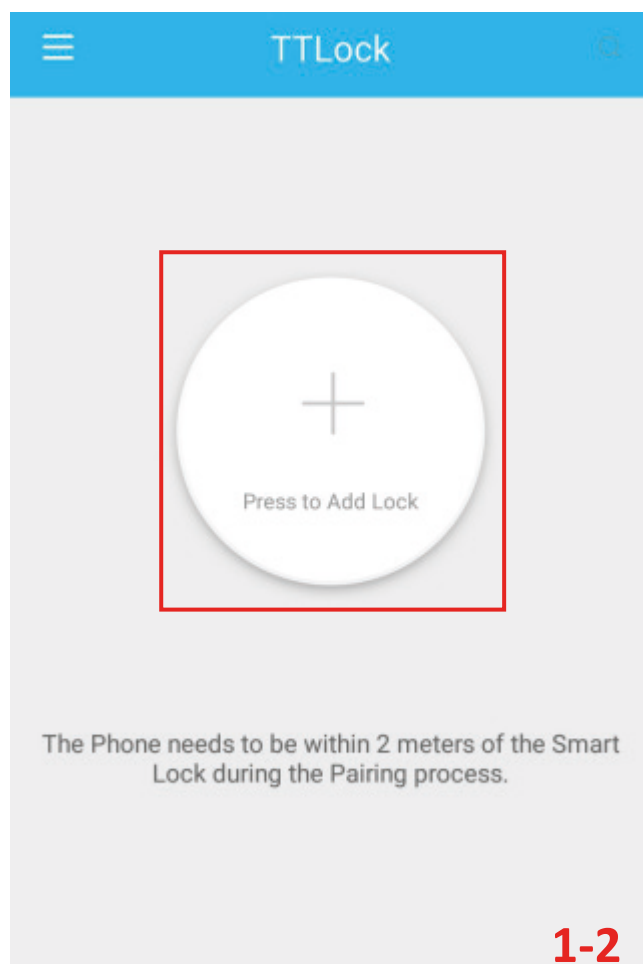 TTLock
Press to Add Lock
The Phone needs to be within 2 meters of the Smart
Lock during the Pairing process.
1-2